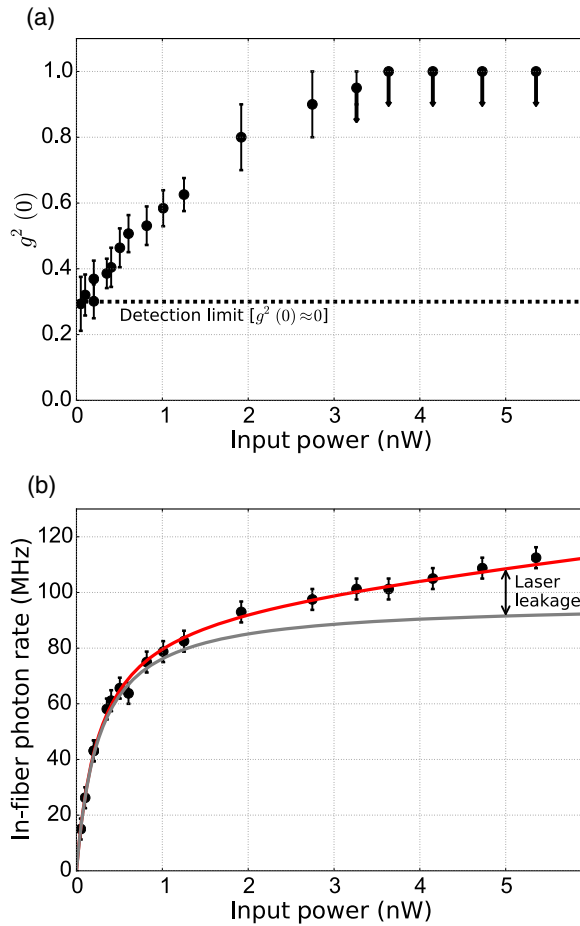 (a)
1.0
0.8
0.6
0.4
0.2
0.0
g² (0)
Detection limit [g² (0)≈0]
0 1 2 3 4 5
Input power (nW)
(b)
120
100
80
60
40
20
0
In-fiber photon rate (MHz)
Laser
leakage
0 1 2 3 4 5
Input power (nW)